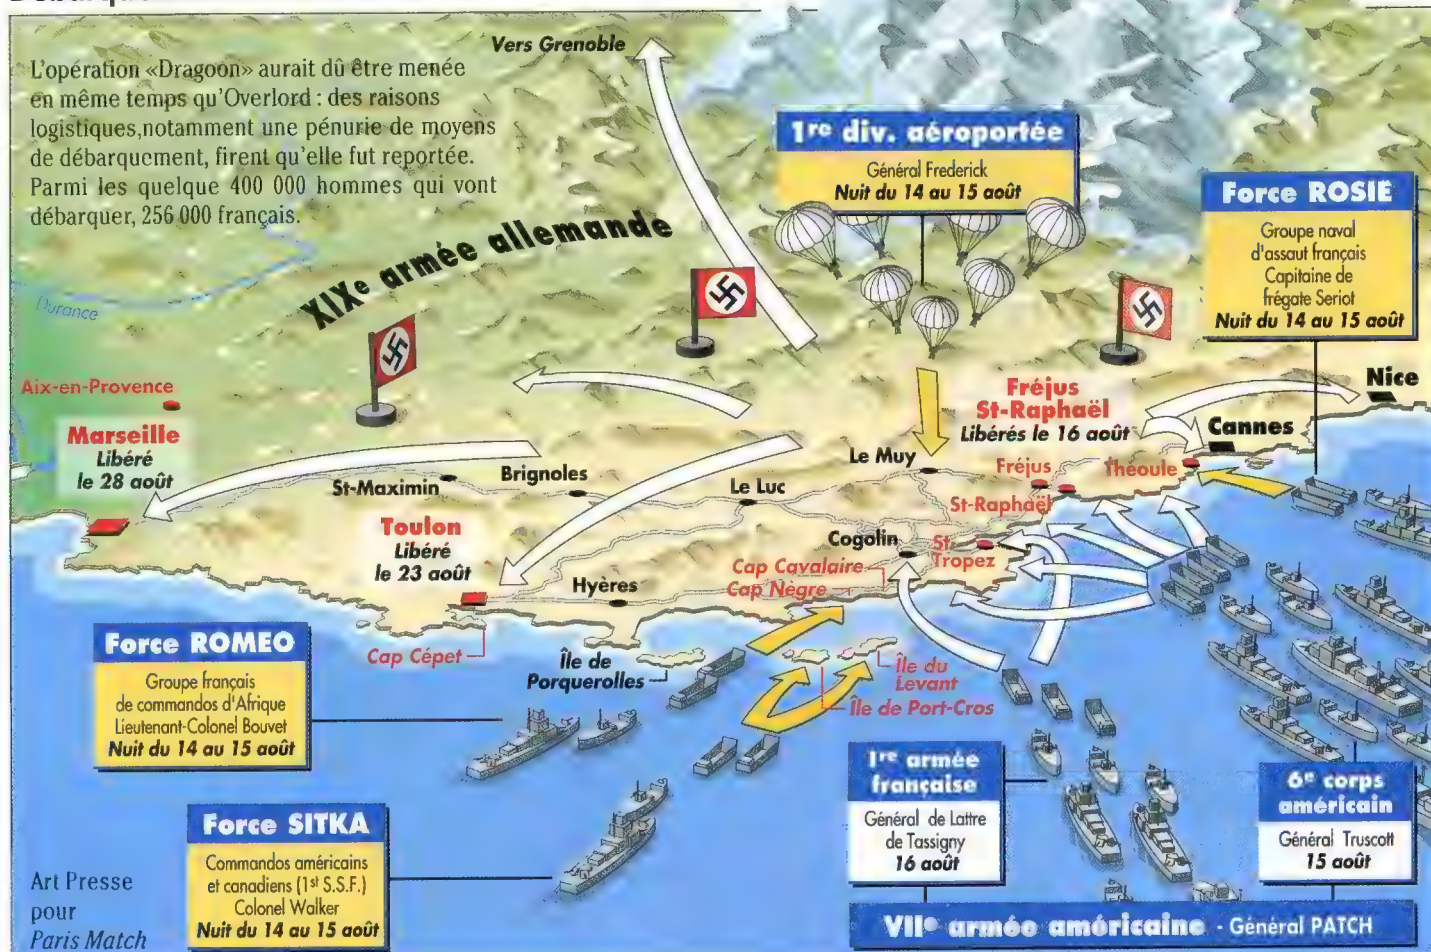 Vers Grenoble
L'opération «Dragoon» aurait dû être menée
en même temps qu'Overlord : des raisons
logistiques,notamment une pénurie de moyens
de débarquement, firent qu'elle fut reportée.
Parmi les quelque 400 000 hommes qui vont
débarquer, 256 000 français.
XIXe armée allemande
Durance
1re div. aéroportée
Général Frederick
Nuit du 14 au 15 août
Force ROSIE
Groupe naval
d'assaut français
Capitaine de
frégate Seriot
Nuit du 14 au 15 août
Aix-en-Provence
Marseille
Libéré
le 28 août
St-Maximin
Brignoles
Le Luc
Le Muy
Fréjus
St-Raphaël
Libérés le 16 août
Nice
Cannes
Fréjus
Théoule
St-Raphaël
Toulon
Libéré
le 23 août
Hyères
Cogolin
St-
Tropez
Cap Cavalaire
Cap Nègre
Cap Cépet
Île de
Porquerolles
Île du
Levant
Île de Port-Cros
Force ROMEO
Groupe français
de commandos d'Afrique
Lieutenant-Colonel Bouvet
Nuit du 14 au 15 août
Force SITKA
Commandos américains
et canadiens (1st S.S.F.)
Colonel Walker
Nuit du 14 au 15 août
1re armée
française
Général de Lattre
de Tassigny
16 août
6e corps
américain
Général Truscott
15 août
VIIe armée américaine - Général PATCH
Art Presse
pour
Paris Match